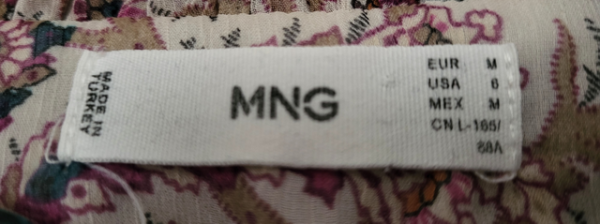 MADE IN
TURKEY
MNG
EUR M
USA 6
MEX M
CN L-165/
88A